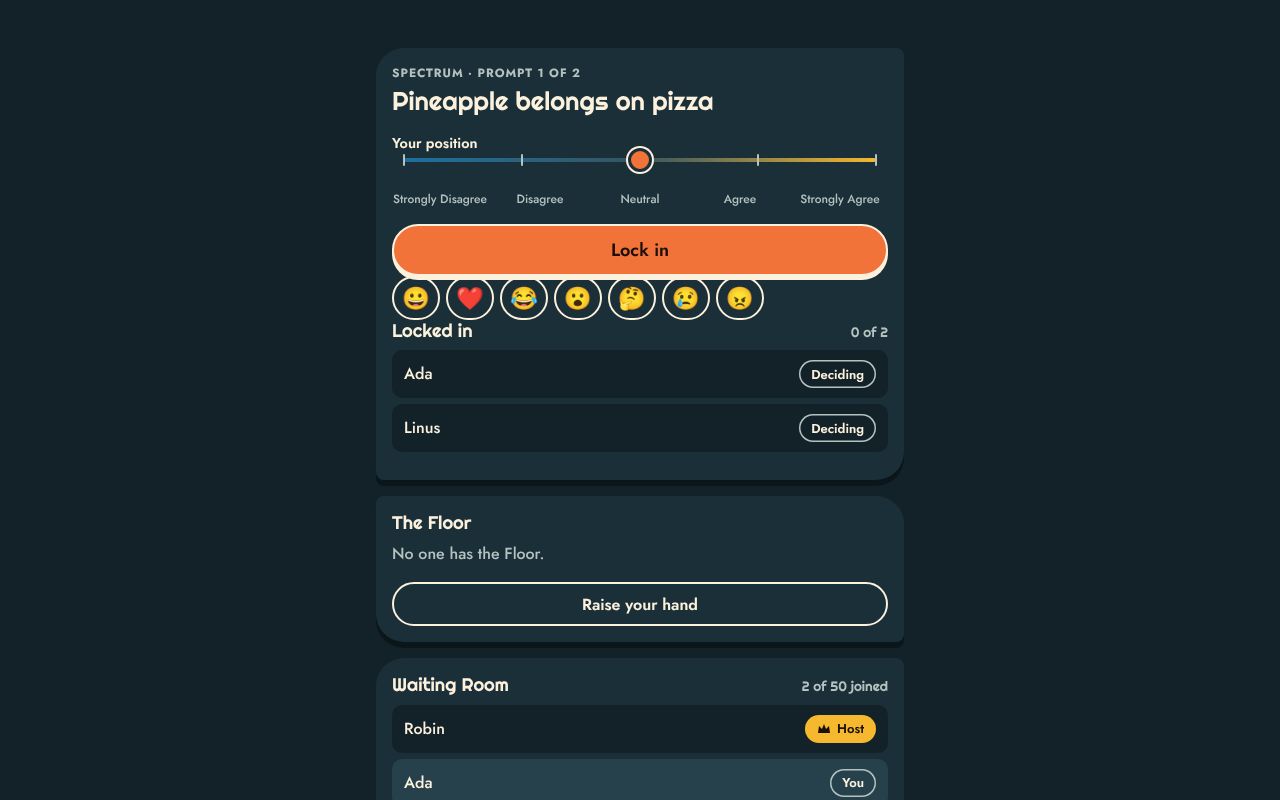 SPECTRUM · PROMPT 1 OF 2
Pineapple belongs on pizza
Your position
Strongly Disagree Disagree Neutral Agree Strongly Agree
Lock in
😀 ❤️ 😂 😮 🤔 😢 😠
Locked in 0 of 2
Ada Deciding
Linus Deciding
The Floor
No one has the Floor.
Raise your hand
Waiting Room 2 of 50 joined
Robin Host
Ada You